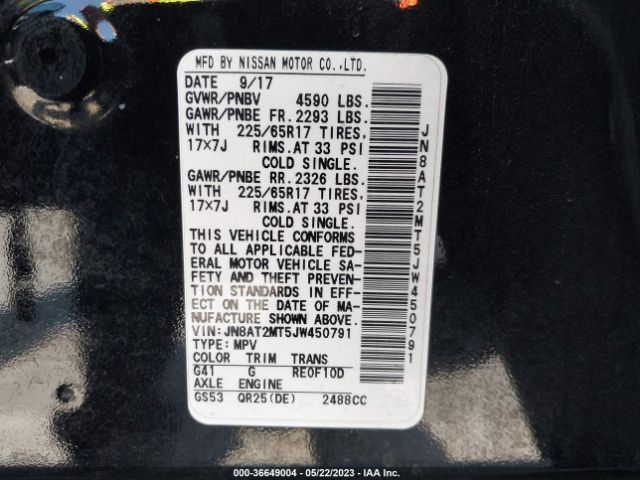 MFD BY NISSAN MOTOR CO.,LTD.
DATE 9/17
GVWR/PNBV 4590 LBS.
GAWR/PNBE FR. 2293 LBS.
WITH 225/65R17 TIRES,
17X7J RIMS.AT 33 PSI
COLD SINGLE.
GAWR/PNBE RR. 2326 LBS.
WITH 225/65R17 TIRES,
17X7J RIMS.AT 33 PSI
COLD SINGLE.
THIS VEHICLE CONFORMS
TO ALL APPLICABLE FED-
ERAL MOTOR VEHICLE SA-
FETY AND THEFT PREVEN-
TION STANDARDS IN EFF-
ECT ON THE DATE OF MA-
NUFACTURE SHOWN ABOVE.
VIN: JN8AT2MT5JW450791
TYPE: MPV
COLOR TRIM TRANS
G41 G RE0F10D
AXLE ENGINE
GS53 QR25(DE) 2488CC
JN8AT2MT5JW450791
000-36649004 - 05/22/2023 - IAA Inc.